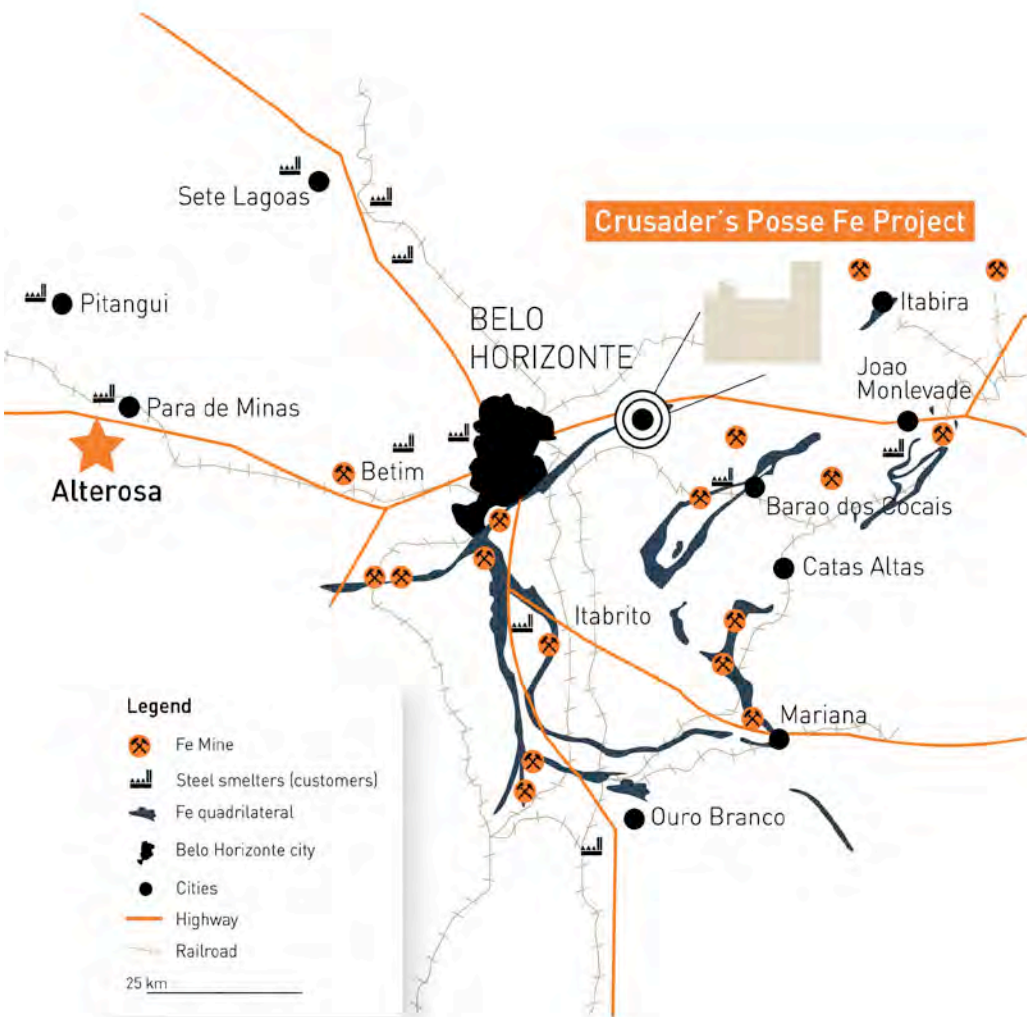 Sete Lagoas
Crusader's Posse Fe Project
Pitangui
Itabira
BELO
HORIZONTE
Joao
Monlevade
Para de Minas
Betim
Alterosa
Barao dos Cocais
Catas Altas
Itabrito
Mariana
Ouro Branco
Legend
Fe Mine
Steel smelters (customers)
Fe quadrilateral
Belo Horizonte city
Cities
Highway
Railroad
25 km